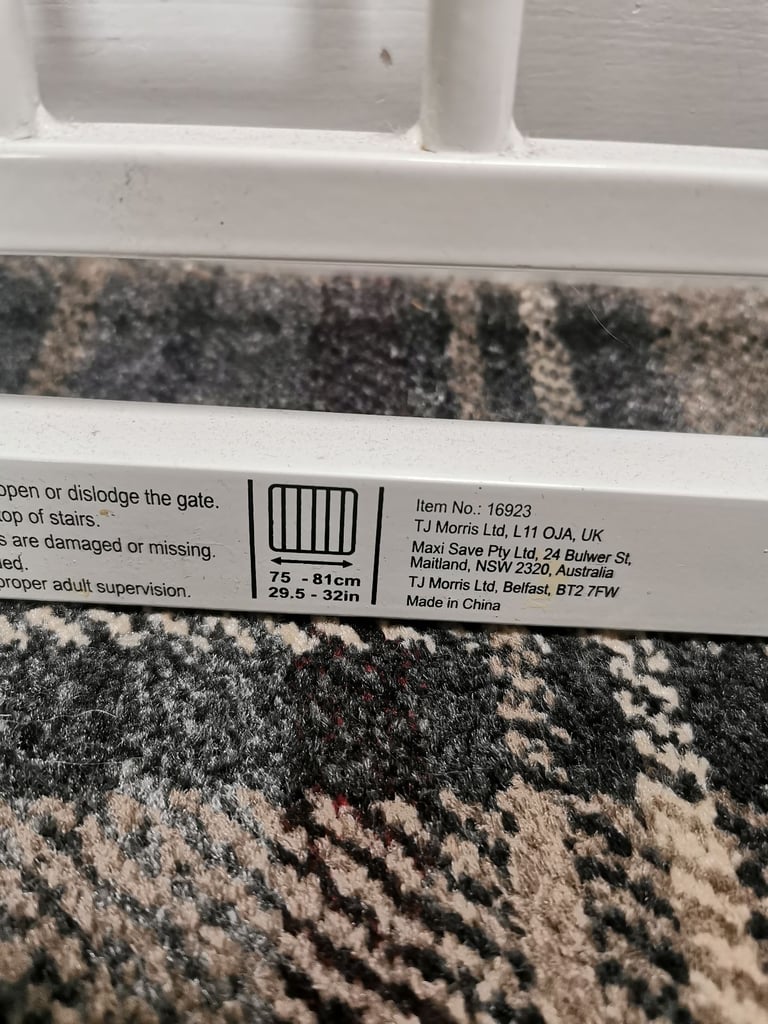 open or dislodge the gate.
top of stairs.
s are damaged or missing.
ed.
proper adult supervision.
75 - 81cm
29.5 - 32in
Item No.: 16923
TJ Morris Ltd, L11 OJA, UK
Maxi Save Pty Ltd, 24 Bulwer St,
Maitland, NSW 2320, Australia
TJ Morris Ltd, Belfast, BT2 7FW
Made in China